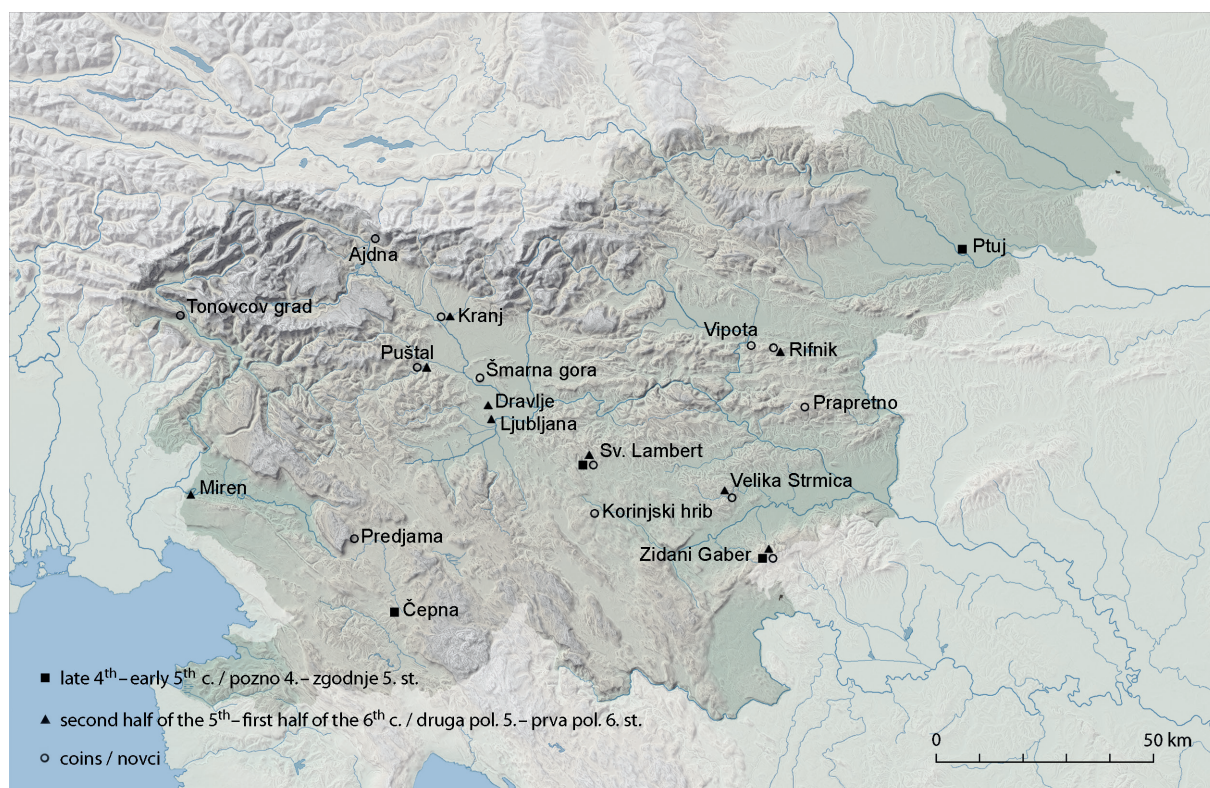 Ptuj
Ajdna
Tonovcov grad
Kranj
Vipota
Rifnik
Puštal
Šmarna gora
Dravlje
Prapretno
Ljubljana
Sv. Lambert
Velika Strmica
Miren
Korinjski hrib
Predjama
Zidani Gaber
Čepna
late 4th–early 5th c. / pozno 4.– zgodnje 5. st.
second half of the 5th–first half of the 6th c. / druga pol. 5.– prva pol. 6. st.
coins / novci
0 50 km